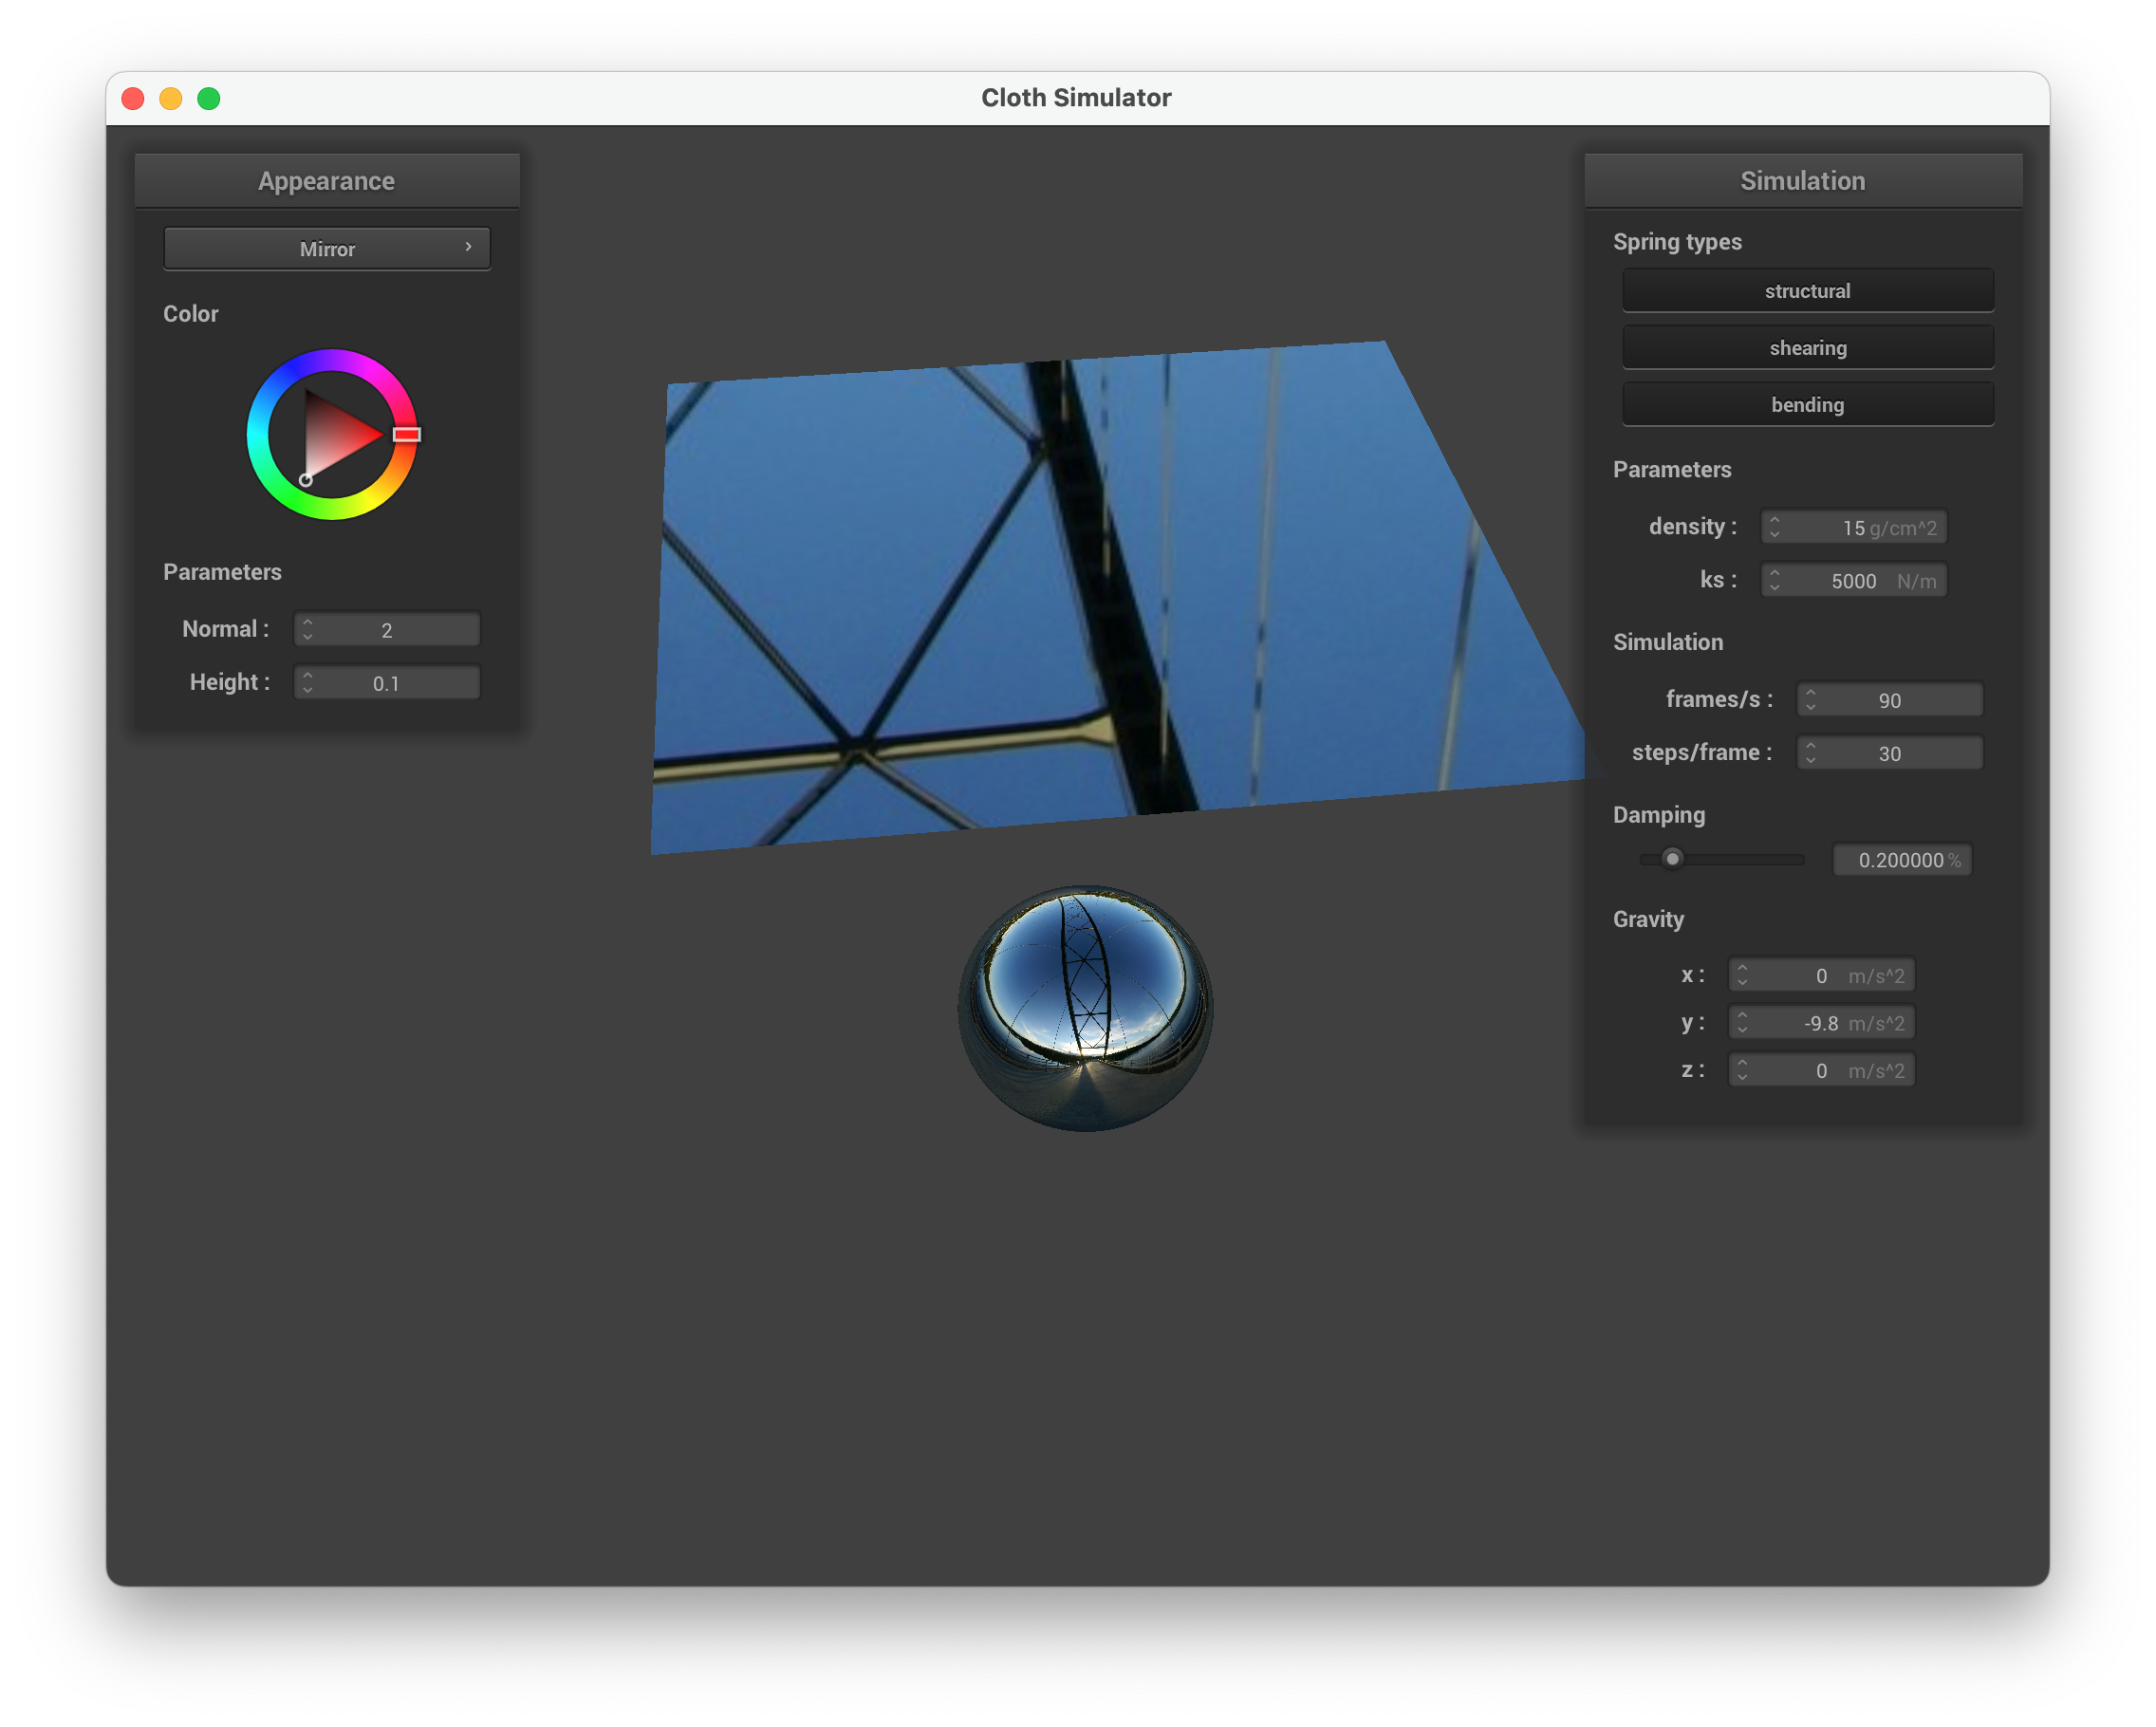 Cloth Simulator
Appearance
Mirror
Color
Parameters
Normal : 2
Height : 0.1
Simulation
Spring types
structural
shearing
bending
Parameters
density : 15 g/cm^2
ks : 5000 N/m
Simulation
frames/s : 90
steps/frame : 30
Damping
0.200000 %
Gravity
x : 0 m/s^2
y : -9.8 m/s^2
z : 0 m/s^2